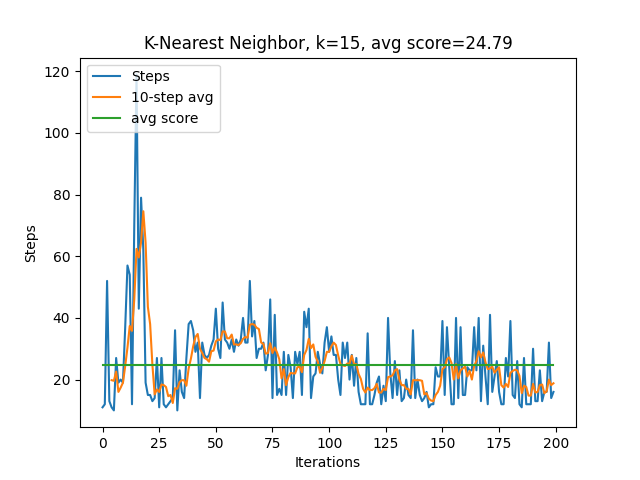 K-Nearest Neighbor, k=15, avg score=24.79
120
100
80
60
40
20
Steps
Steps
10-step avg
avg score
0
25
50
75
100
125
150
175
200
Iterations